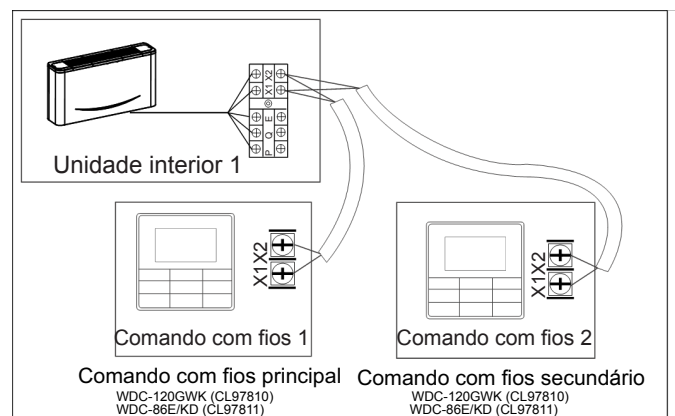 X1 X2
P Q E
Unidade interior 1
X1X2
Comando com fios 1
X1X2
Comando com fios 2
Comando com fios principal
WDC-120GWK (CL97810)
WDC-86E/KD (CL97811)
Comando com fios secundário
WDC-120GWK (CL97810)
WDC-86E/KD (CL97811)